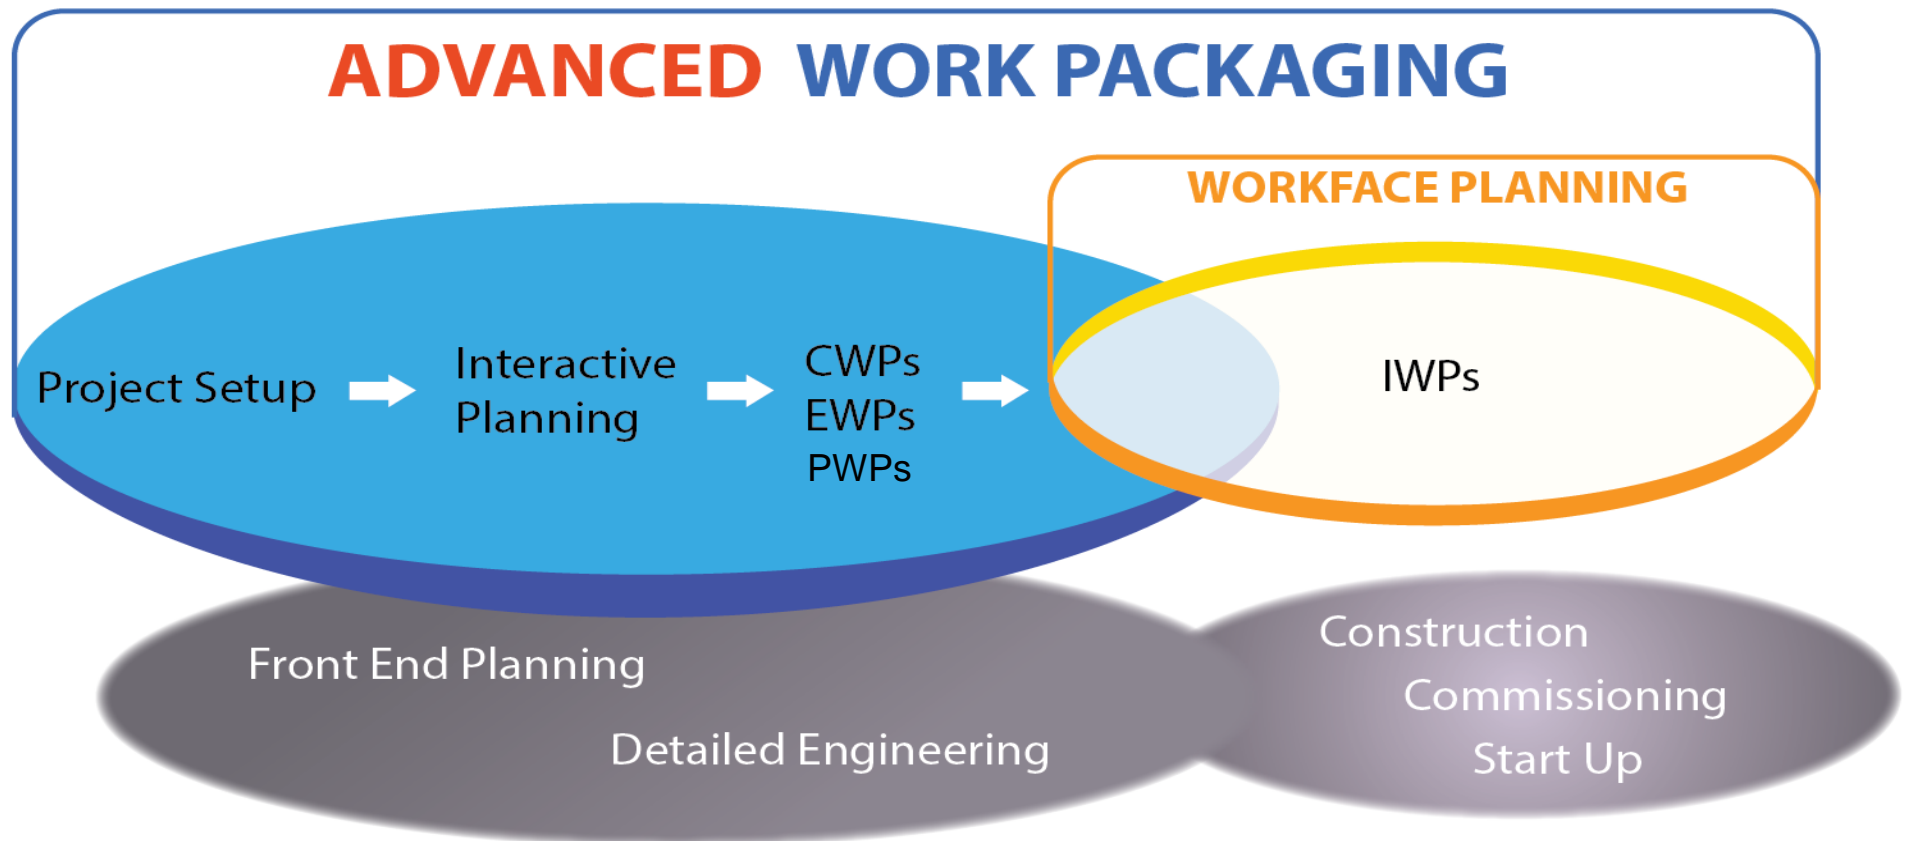 ADVANCED WORK PACKAGING
WORKFACE PLANNING
Project Setup
Interactive
Planning
CWPs
EWPs
PWPs
IWPs
Front End Planning
Detailed Engineering
Construction
Commissioning
Start Up